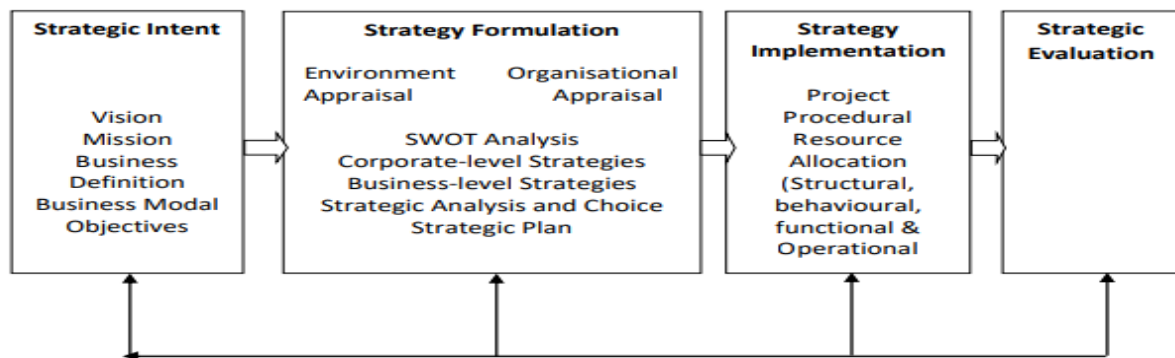 Strategic Intent
Vision
Mission
Business
Definition
Business Modal
Objectives
Strategy Formulation
Environment Organisational
Appraisal Appraisal
SWOT Analysis
Corporate-level Strategies
Business-level Strategies
Strategic Analysis and Choice
Strategic Plan
Strategy
Implementation
Project
Procedural
Resource
Allocation
(Structural,
behavioural,
functional &
Operational
Strategic
Evaluation